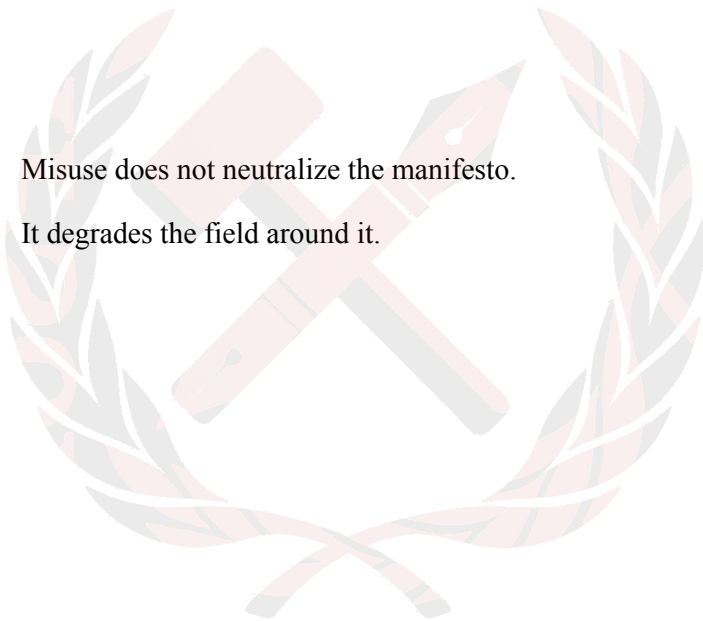 Misuse does not neutralize the manifesto.
It degrades the field around it.